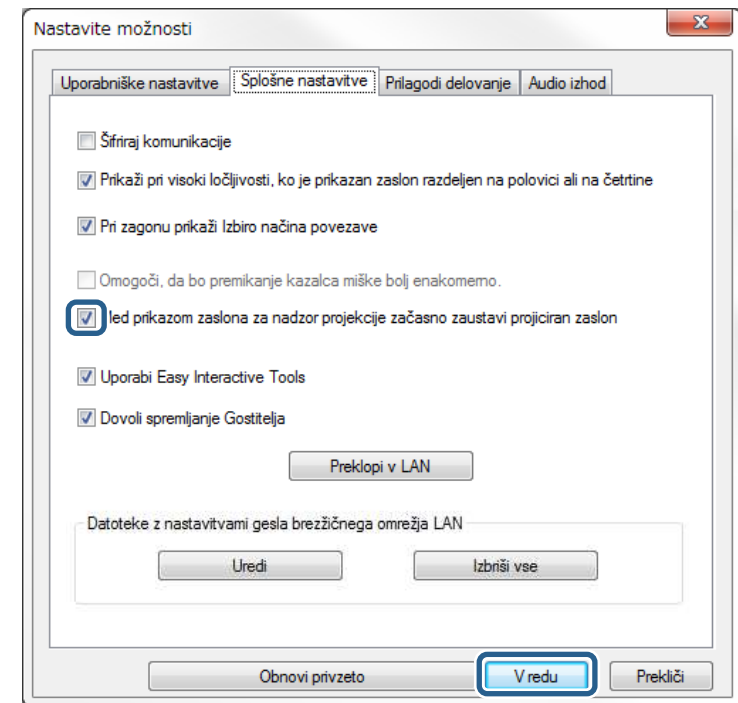 Nastavite možnosti
Uporabniške nastavitve Splošne nastavitve Prilagodi delovanje Audio izhod
Šifriraj komunikacije
Prikaži pri visoki ločljivosti, ko je prikazan zaslon razdeljen na polovici ali na četrtine
Pri zagonu prikaži Izbiro načina povezave
Omogoči, da bo premikanje kazalca miške bolj enakomerno.
prikazom zaslona za nadzor projekcije začasno zaustavi projiciran zaslon
Uporabi Easy Interactive Tools
Dovoli spremljanje Gostitelja
Preklopi v LAN
Datoteke z nastavitvami gesla brezžičnega omrežja LAN
Uredi Izbriši vse
Obnovi privzeto V redu Prekliči